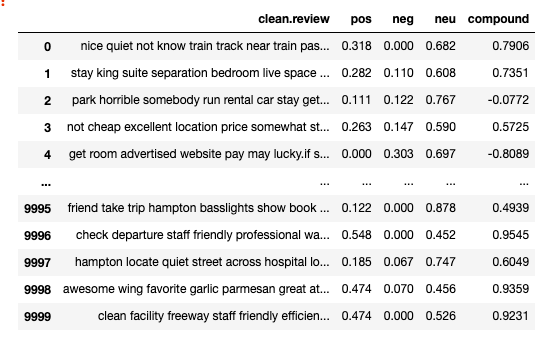 clean.review pos neg neu compound
0 nice quiet not know train track near train pas... 0.318 0.000 0.682 0.7906
1 stay king suite separation bedroom live space ... 0.282 0.110 0.608 0.7351
2 park horrible somebody run rental car stay get... 0.111 0.122 0.767 -0.0772
3 not cheap excellent location price somewhat st... 0.263 0.147 0.590 0.5725
4 get room advertised website pay may lucky.if s... 0.000 0.303 0.697 -0.8089
... ... ... ... ... ...
9995 friend take trip hampton basslights show book ... 0.122 0.000 0.878 0.4939
9996 check departure staff friendly professional wa... 0.548 0.000 0.452 0.9545
9997 hampton locate quiet street across hospital lo... 0.185 0.067 0.747 0.6049
9998 awesome wing favorite garlic parmesan great at... 0.474 0.070 0.456 0.9359
9999 clean facility freeway staff friendly efficien... 0.474 0.000 0.526 0.9231